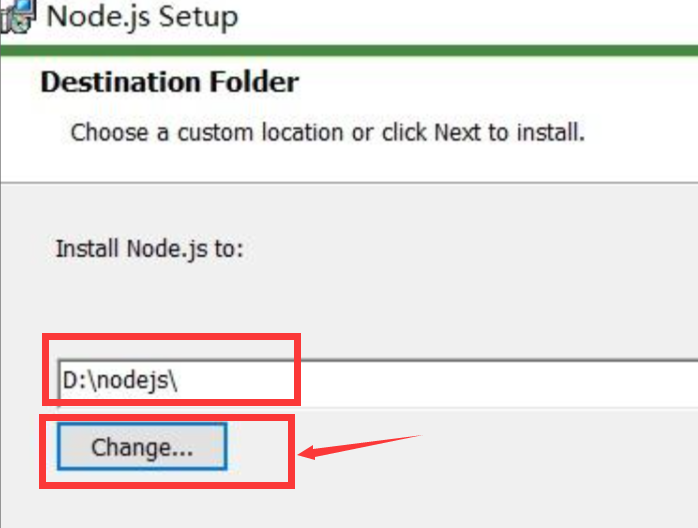 Node.js Setup
Destination Folder
Choose a custom location or click Next to install.
Install Node.js to:
D:\nodejs\
Change...